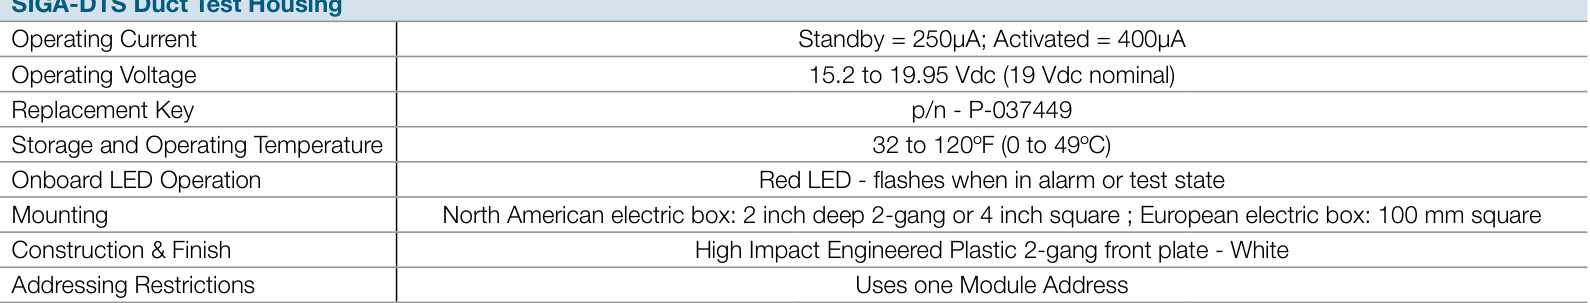 SIGA-DTS Duct Test Housing
Operating Current Standby = 250µA; Activated = 400µA
Operating Voltage 15.2 to 19.95 Vdc (19 Vdc nominal)
Replacement Key p/n - P-037449
Storage and Operating Temperature 32 to 120ºF (0 to 49ºC)
Onboard LED Operation Red LED - flashes when in alarm or test state
Mounting North American electric box: 2 inch deep 2-gang or 4 inch square ; European electric box: 100 mm square
Construction & Finish High Impact Engineered Plastic 2-gang front plate - White
Addressing Restrictions Uses one Module Address